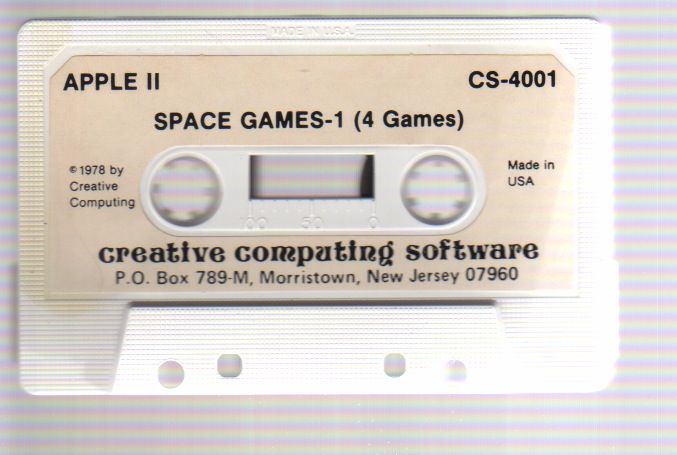 MADE IN U.S.A.
APPLE II CS-4001
SPACE GAMES-1 (4 Games)
© 1978 by
Creative
Computing
Made in
USA
100 50 0
creative computing software
P.O. Box 789-M, Morristown, New Jersey 07960